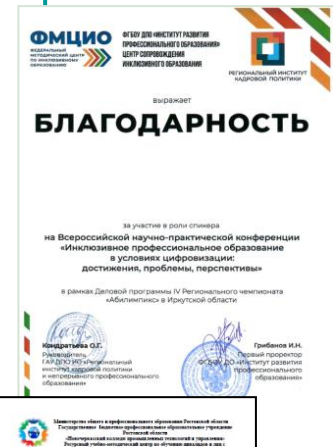 ФМЦИО
ФЕДЕРАЛЬНЫЙ
МЕТОДИЧЕСКИЙ ЦЕНТР
ПО ИНКЛЮЗИВНОМУ
ОБРАЗОВАНИЮ
ФГБОУ ДПО «ИНСТИТУТ РАЗВИТИЯ
ПРОФЕССИОНАЛЬНОГО ОБРАЗОВАНИЯ»
ЦЕНТР СОПРОВОЖДЕНИЯ
ИНКЛЮЗИВНОГО ОБРАЗОВАНИЯ
РЕГИОНАЛЬНЫЙ ИНСТИТУТ
КАДРОВОЙ ПОЛИТИКИ
выражает
БЛАГОДАРНОСТЬ
за участие в роли спикера
на Всероссийской научно-практической конференции
«Инклюзивное профессиональное образование
в условиях цифровизации:
достижения, проблемы, перспективы»
в рамках Деловой программы IV Регионального чемпионата
«Абилимпикс» в Иркутской области
Кондратьева О.Г.
Руководитель
ГАУ ДПО ИО «Региональный
институт кадровой политики
и непрерывного профессионального
образования»
Грибанов И.Н.
Первый проректор
ФГБОУ ДПО «Институт развития
профессионального
образования»
Министерство общего и профессионального образования Ростовской области
Государственное бюджетное профессиональное образовательное учреждение
Ростовской области
«Новочеркасский колледж промышленных технологий и управления»